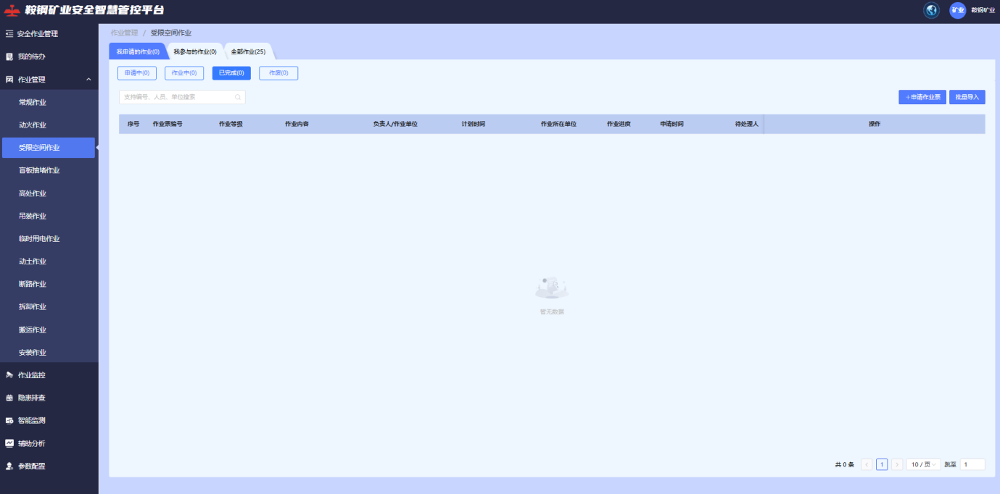 鞍钢矿业安全智慧管控平台
矿业 鞍钢矿业
安全作业管理
我的待办
作业管理
常规作业
动火作业
受限空间作业
盲板抽堵作业
高处作业
吊装作业
临时用电作业
动土作业
断路作业
拆卸作业
搬运作业
安装作业
作业监控
隐患排查
智能监测
辅助分析
参数配置
作业管理 / 受限空间作业
我申请的作业(0) 我参与的作业(0) 全部作业(25)
申请中(0) 作业中(0) 已完成(0) 作废(0)
支持编号、人员、单位搜索
+申请作业票 批量导入
序号 作业票编号 作业等级 作业内容 负责人/作业单位 计划时间 作业所在单位 作业进度 申请时间 待处理人 操作
暂无数据
共 0 条 < 1 > 10 / 页 跳至 1